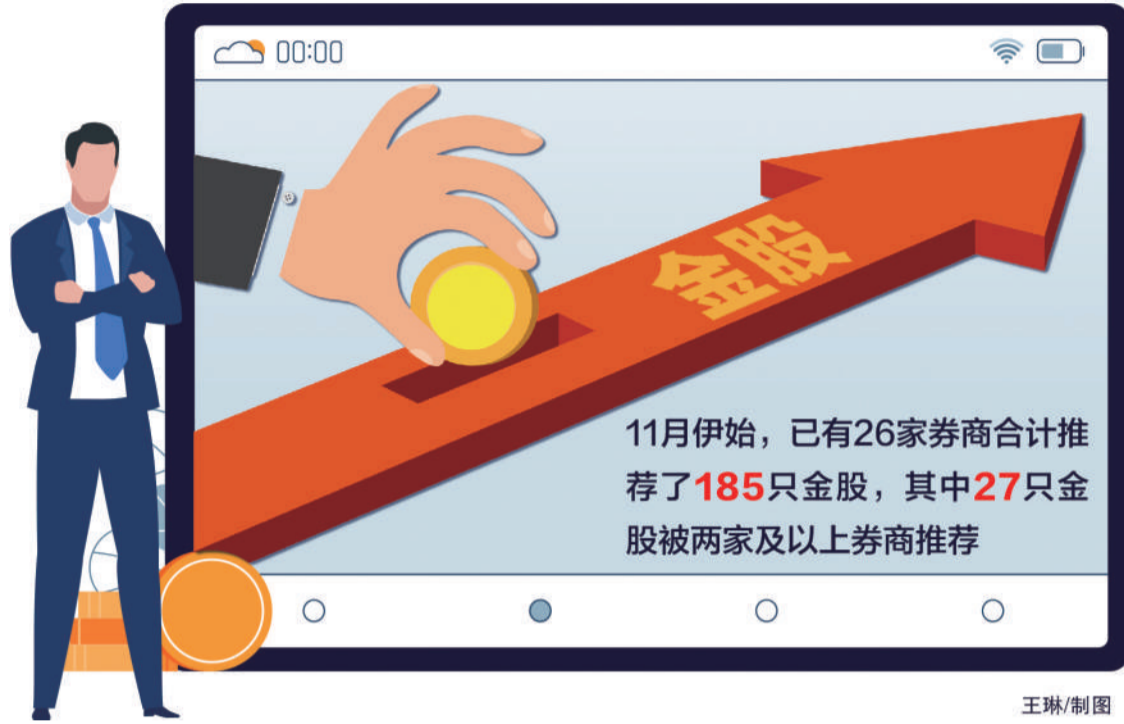 00:00
金股
11月伊始，已有26家券商合计推
荐了185只金股，其中27只金
股被两家及以上券商推荐
王琳/制图